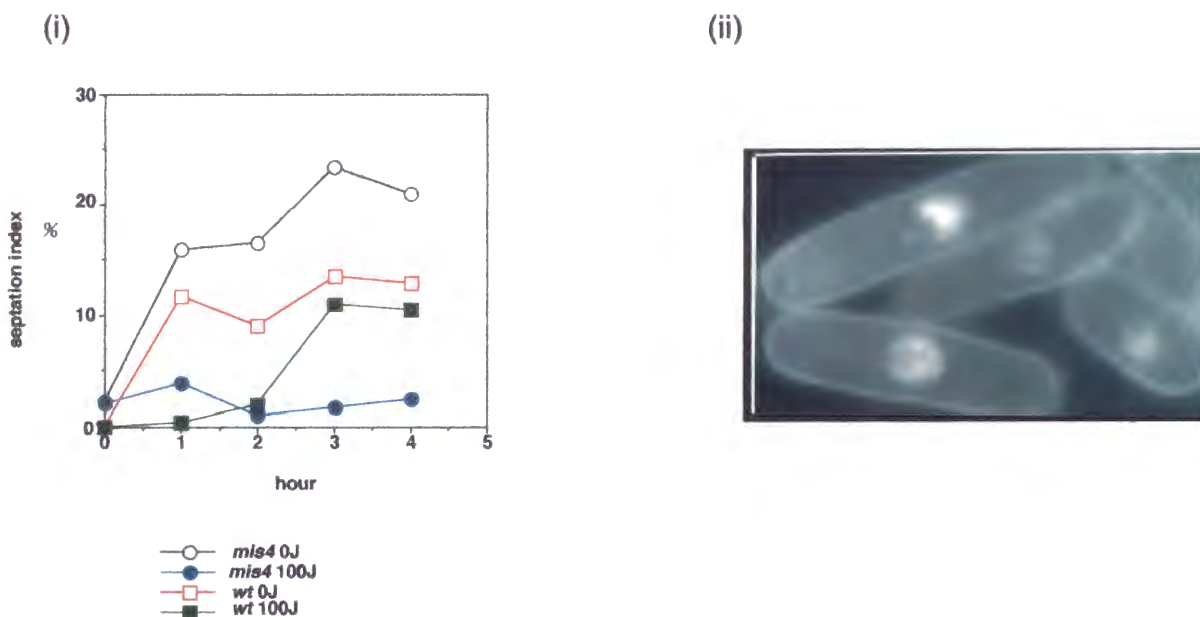 (i)
(ii)
30
20
10
0
%
septation index
0 1 2 3 4 5
hour
mis4 0J
mis4 100J
wt 0J
wt 100J